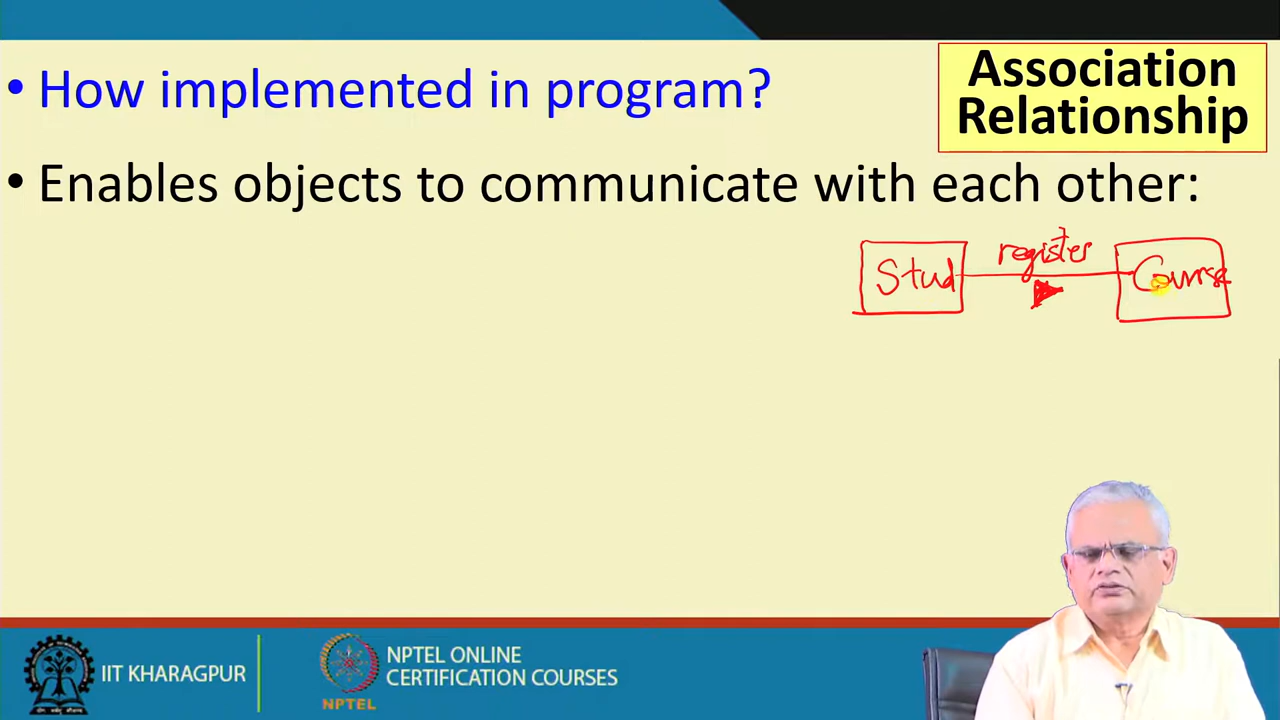 • How implemented in program?
Association
Relationship
• Enables objects to communicate with each other:
Stud
register
Course
IIT KHARAGPUR
NPTEL
NPTEL ONLINE
CERTIFICATION COURSES